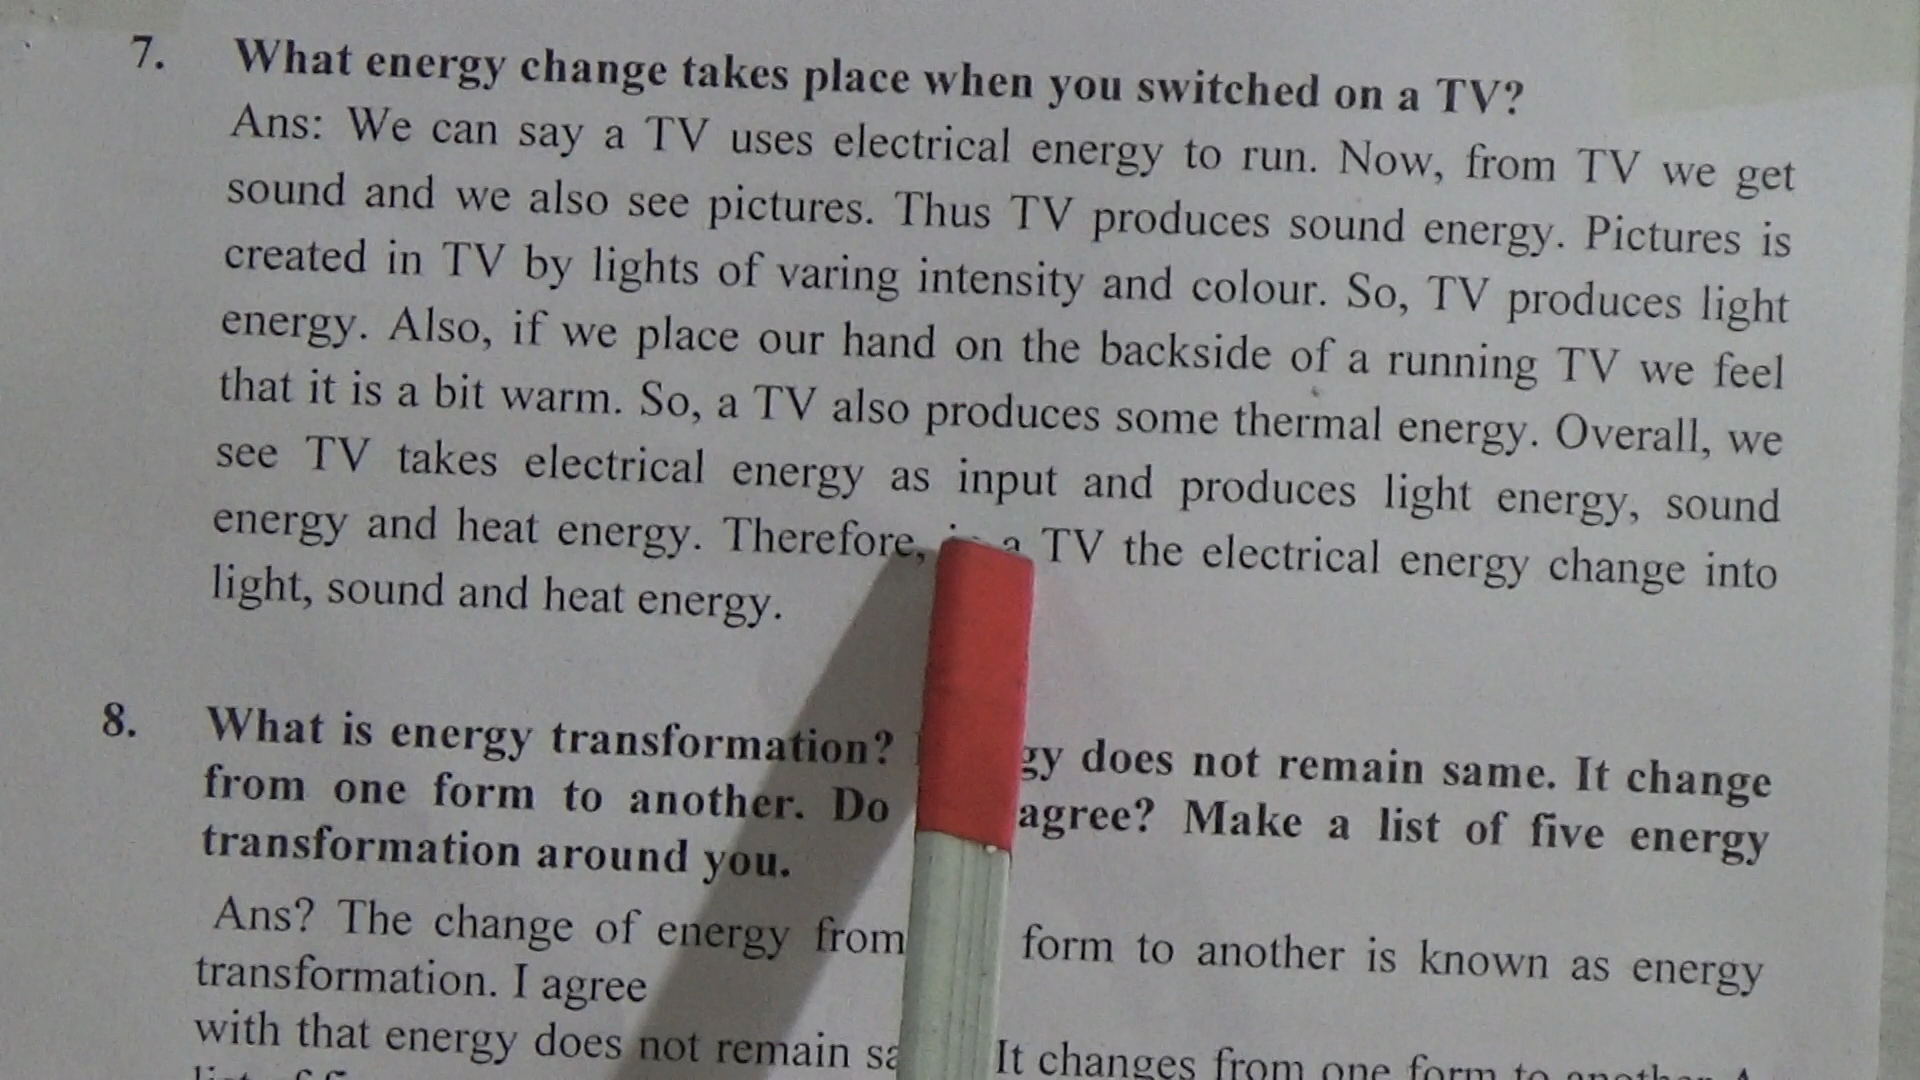 7. What energy change takes place when you switched on a TV?
Ans: We can say a TV uses electrical energy to run. Now, from TV we get
sound and we also see pictures. Thus TV produces sound energy. Pictures is
created in TV by lights of varing intensity and colour. So, TV produces light
energy. Also, if we place our hand on the backside of a running TV we feel
that it is a bit warm. So, a TV also produces some thermal energy. Overall, we
see TV takes electrical energy as input and produces light energy, sound
energy and heat energy. Therefore, a TV the electrical energy change into
light, sound and heat energy.
8. What is energy transformation? gy does not remain same. It change
from one form to another. Do agree? Make a list of five energy
transformation around you.
Ans? The change of energy from form to another is known as energy
transformation. I agree
with that energy does not remain sa It changes from one form to another. A